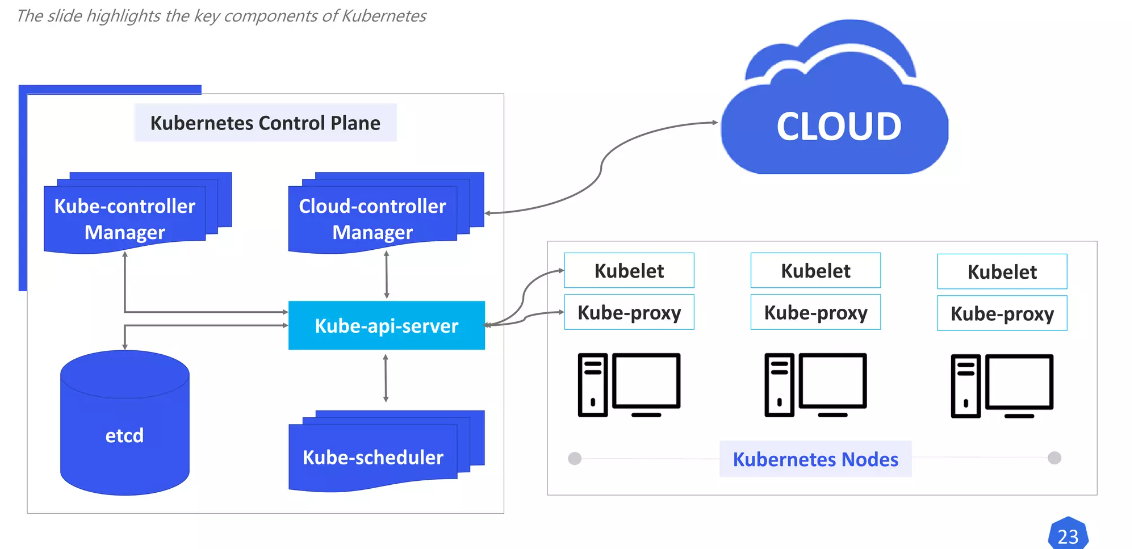 The slide highlights the key components of Kubernetes
Kubernetes Control Plane
CLOUD
Kube-controller
Manager
Cloud-controller
Manager
Kube-api-server
etcd
Kube-scheduler
Kubelet
Kube-proxy
Kubelet
Kube-proxy
Kubelet
Kube-proxy
Kubernetes Nodes
23